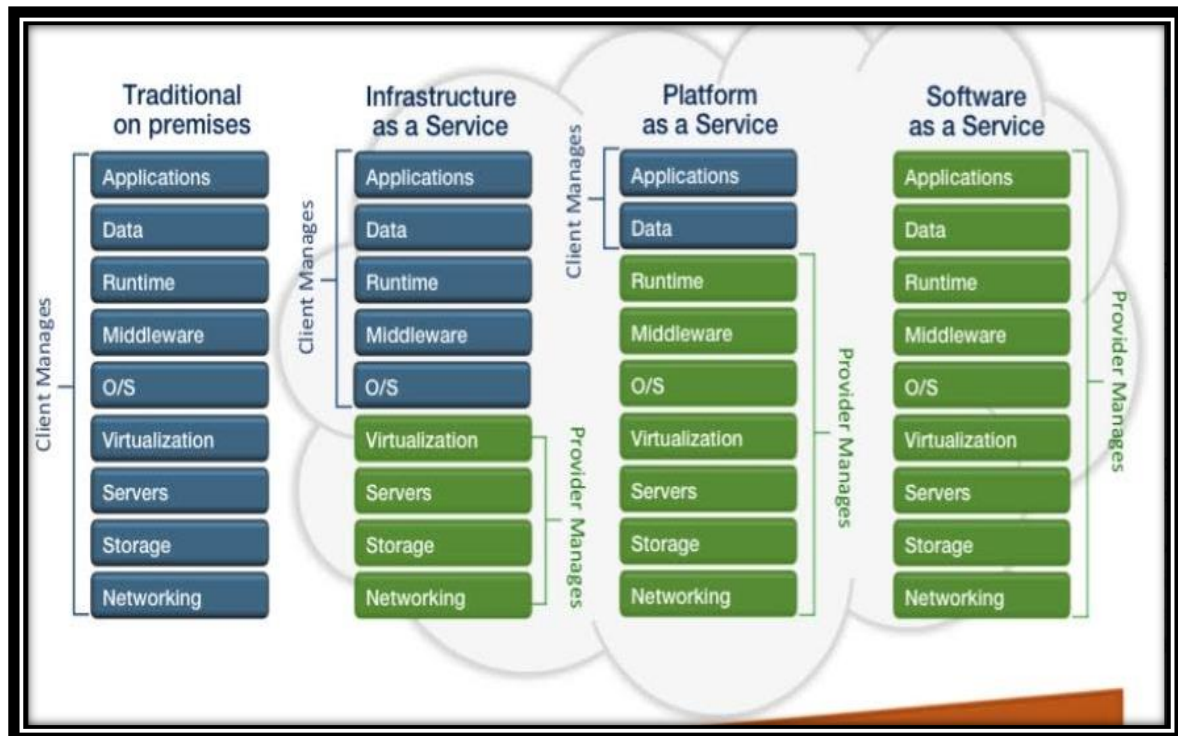 Traditional
on premises
Client Manages
Applications
Data
Runtime
Middleware
O/S
Virtualization
Servers
Storage
Networking
Infrastructure
as a Service
Client Manages
Applications
Data
Runtime
Middleware
O/S
Virtualization
Servers
Storage
Networking
Provider Manages
Platform
as a Service
Client Manages
Applications
Data
Runtime
Middleware
O/S
Virtualization
Servers
Storage
Networking
Provider Manages
Software
as a Service
Applications
Data
Runtime
Middleware
O/S
Virtualization
Servers
Storage
Networking
Provider Manages